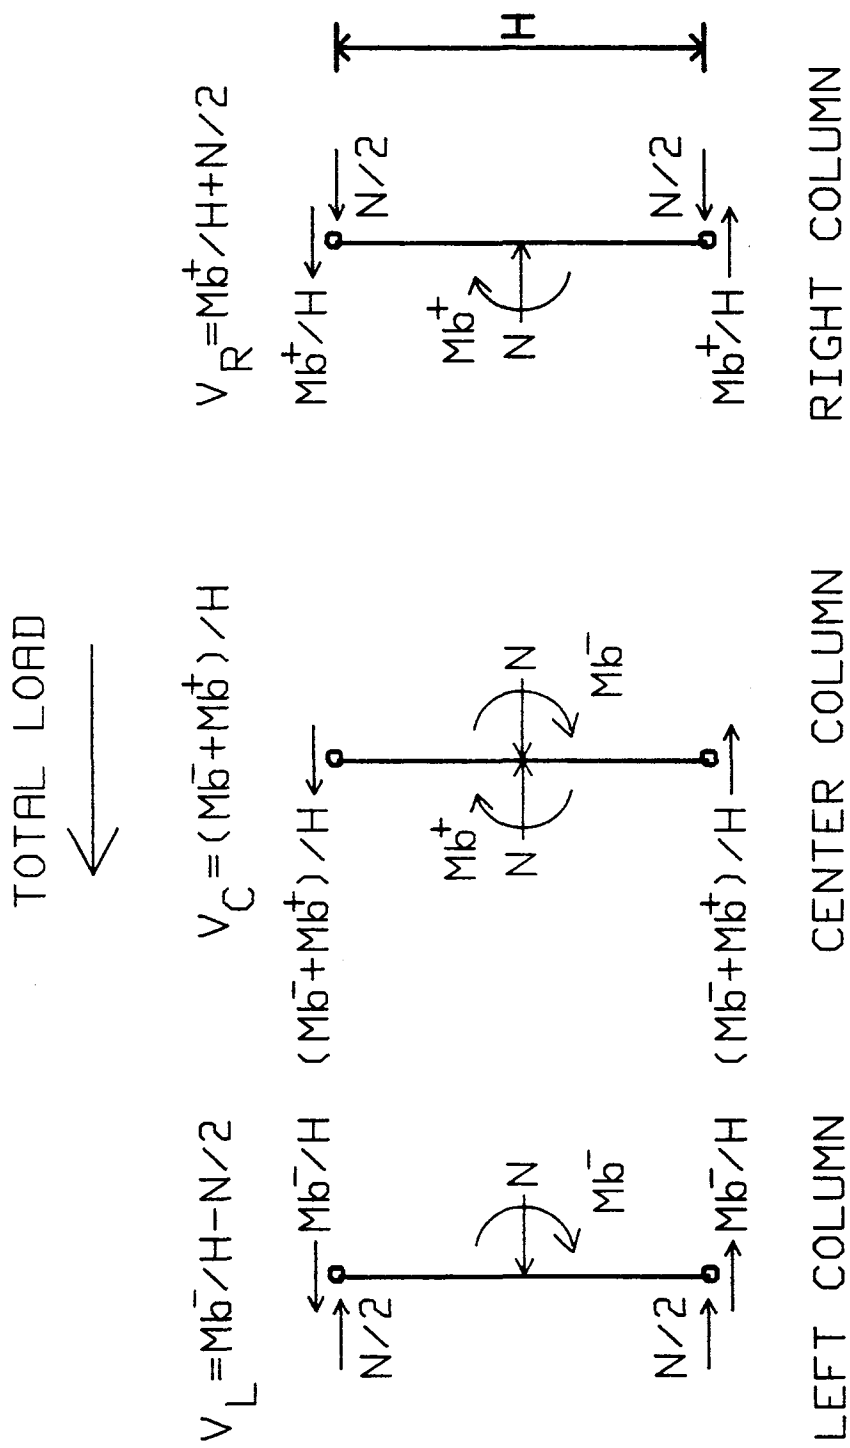 TOTAL LOAD
V_L=Mb⁻/H-N/2
V_C=(Mb⁻+Mb⁺)/H
V_R=Mb⁺/H+N/2
Mb⁻/H
(Mb⁻+Mb⁺)/H
Mb⁺/H
N/2
N/2
N
Mb⁻
Mb⁺
N
N
Mb⁻
Mb⁺
N
H
N/2
N/2
Mb⁻/H
(Mb⁻+Mb⁺)/H
Mb⁺/H
LEFT COLUMN
CENTER COLUMN
RIGHT COLUMN